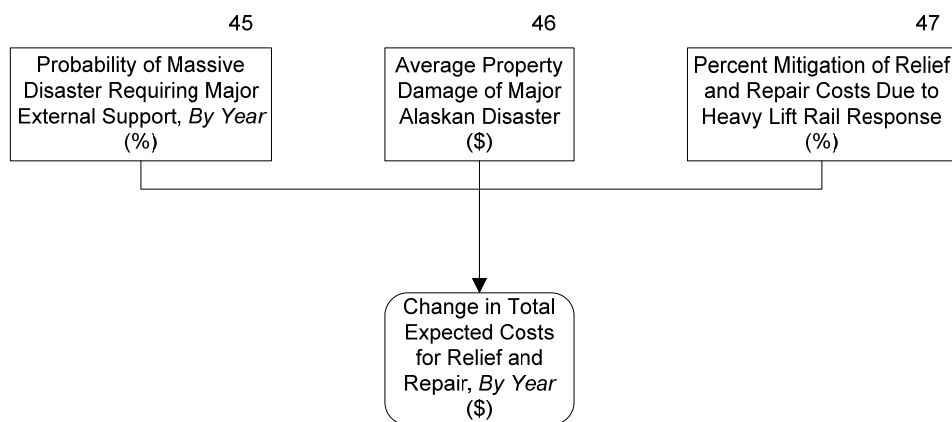 45
Probability of Massive
Disaster Requiring Major
External Support, By Year
(%)
46
Average Property
Damage of Major
Alaskan Disaster
($)
47
Percent Mitigation of Relief
and Repair Costs Due to
Heavy Lift Rail Response
(%)
Change in Total
Expected Costs
for Relief and
Repair, By Year
($)